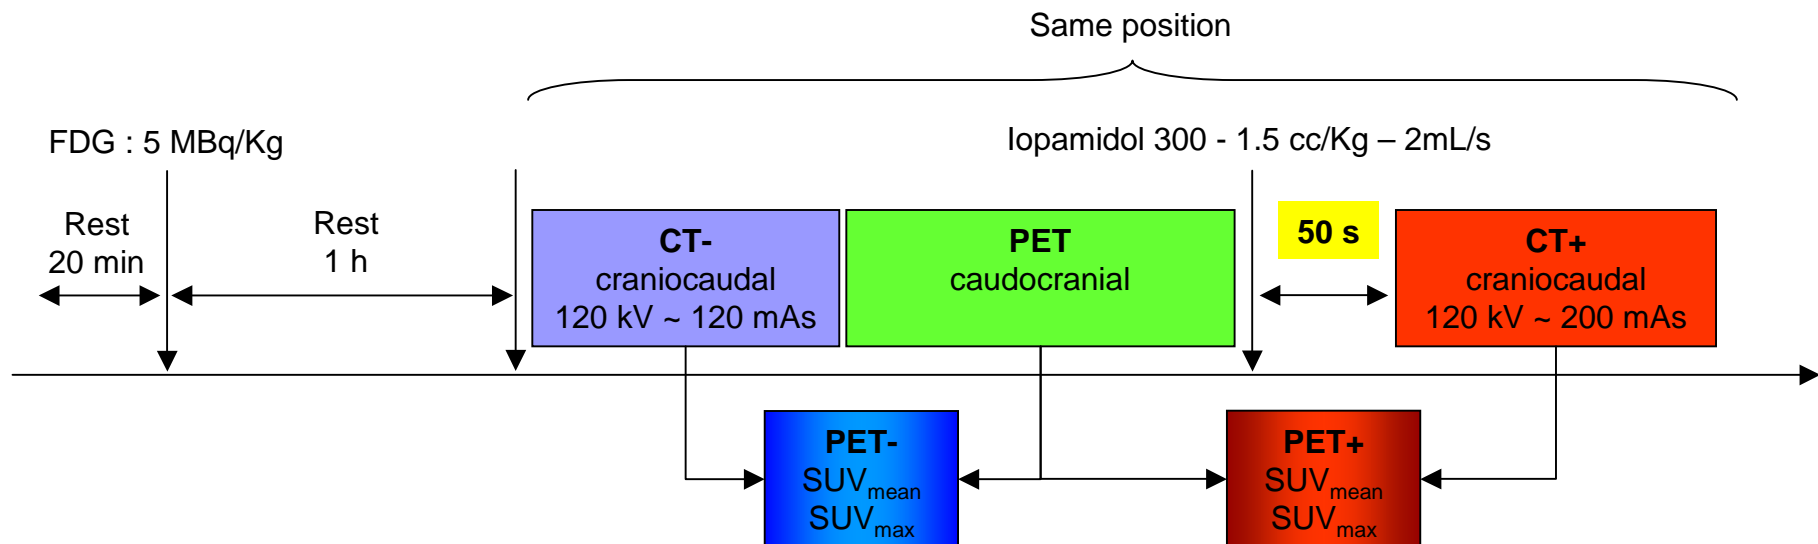 Same position
FDG : 5 MBq/Kg
Iopamidol 300 - 1.5 cc/Kg – 2mL/s
Rest
20 min
Rest
1 h
CT-
craniocaudal
120 kV ~ 120 mAs
PET
caudocranial
50 s
CT+
craniocaudal
120 kV ~ 200 mAs
PET-
SUVmean
SUVmax
PET+
SUVmean
SUVmax